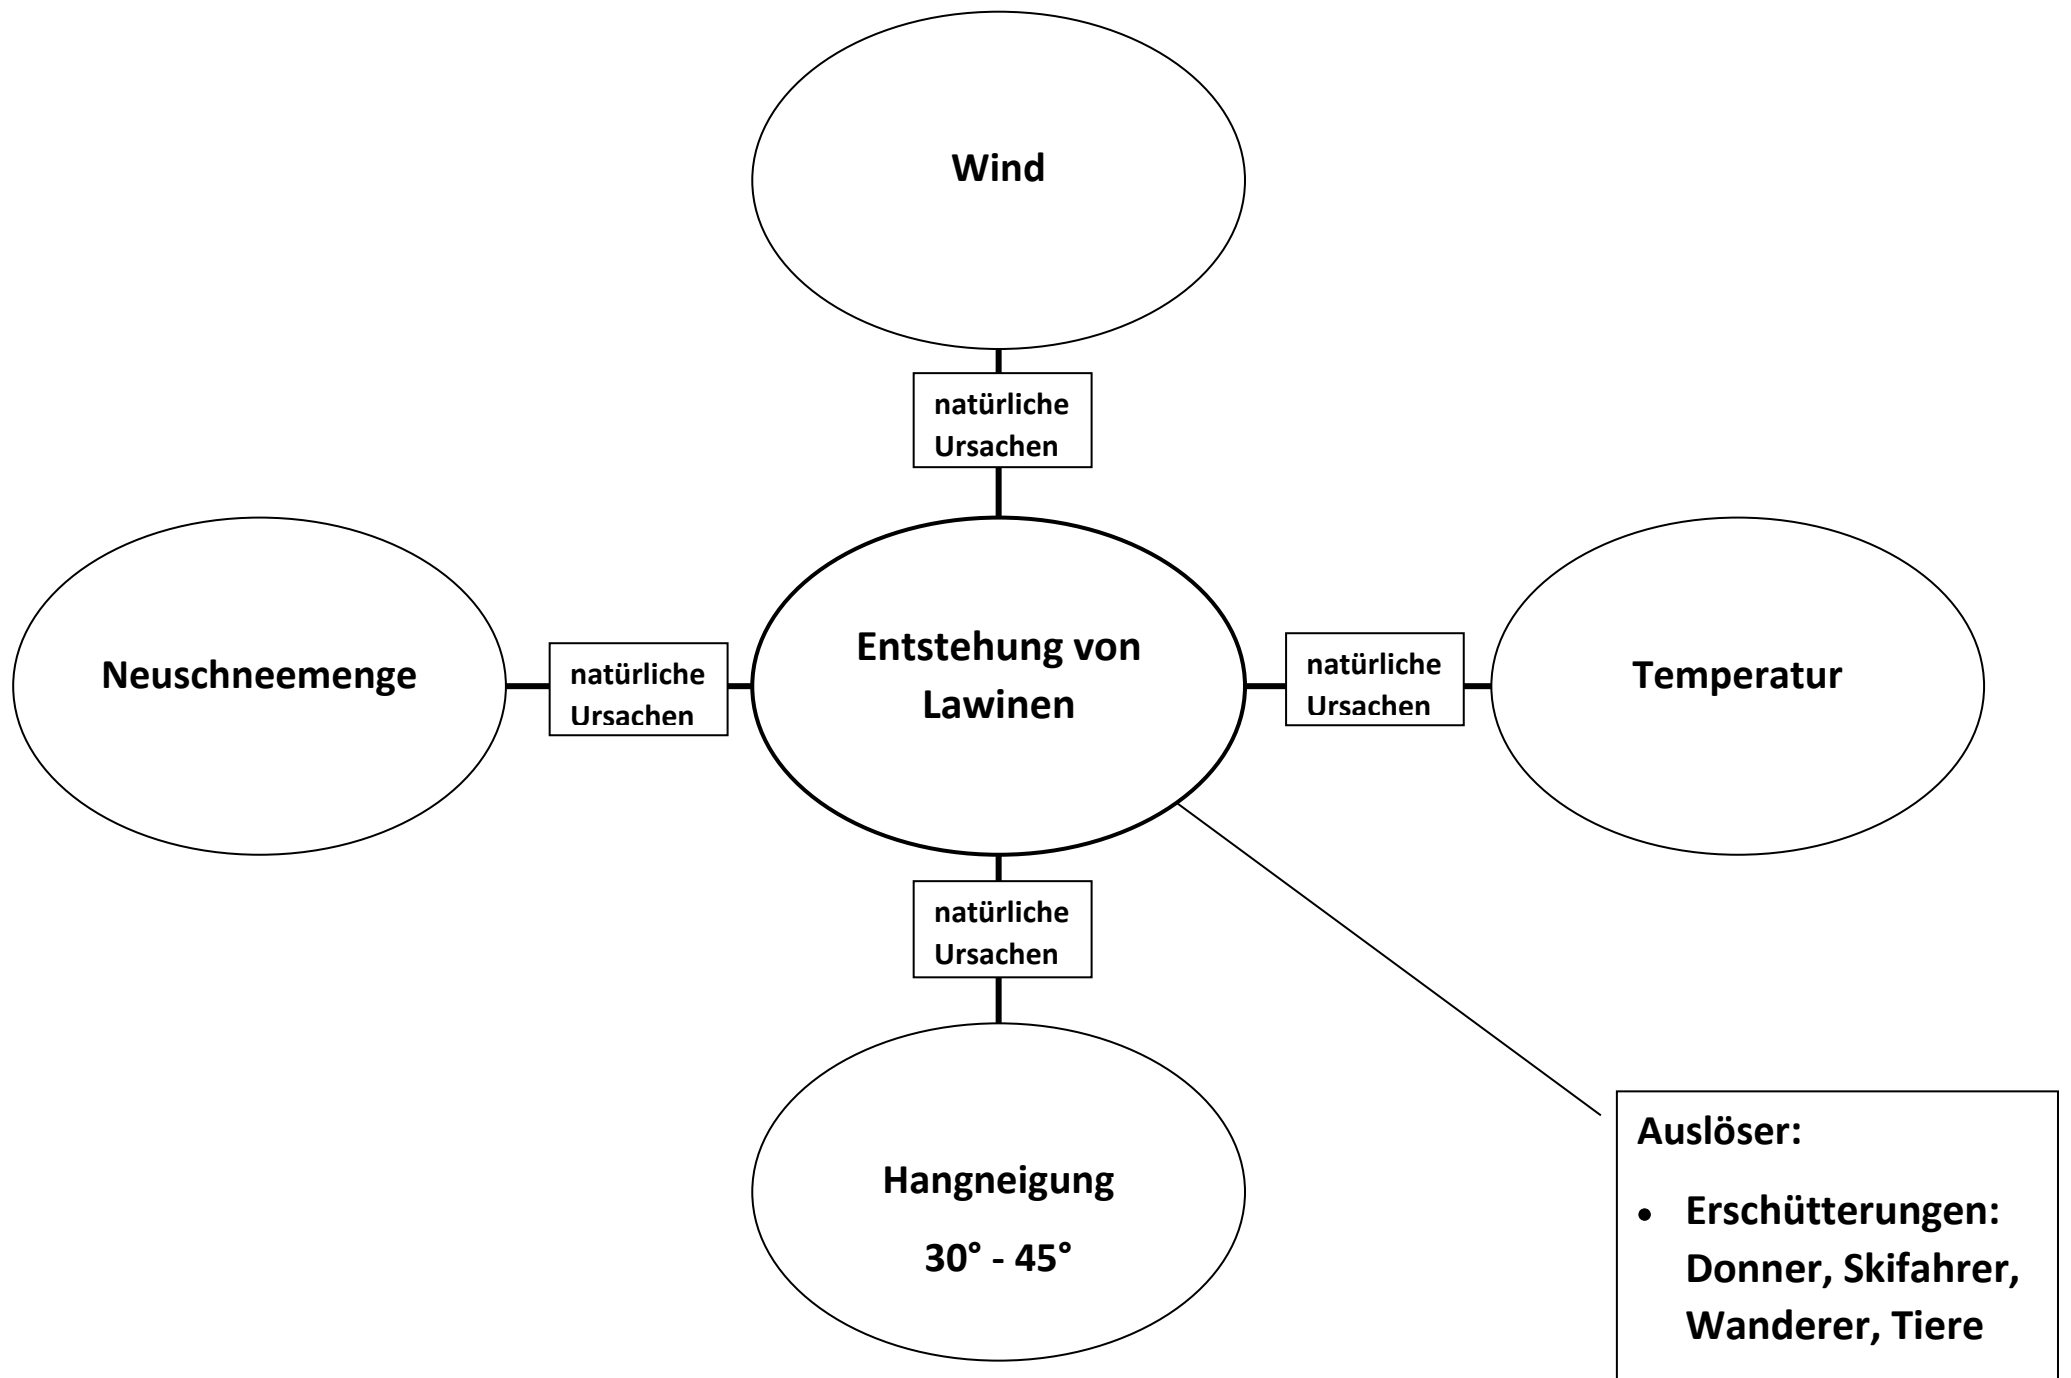 Wind
natürliche
Ursachen
Neuschneemenge
natürliche
Ursachen
Entstehung von
Lawinen
natürliche
Ursachen
Temperatur
natürliche
Ursachen
Hangneigung
30° - 45°
Auslöser:
• Erschütterungen:
Donner, Skifahrer,
Wanderer, Tiere